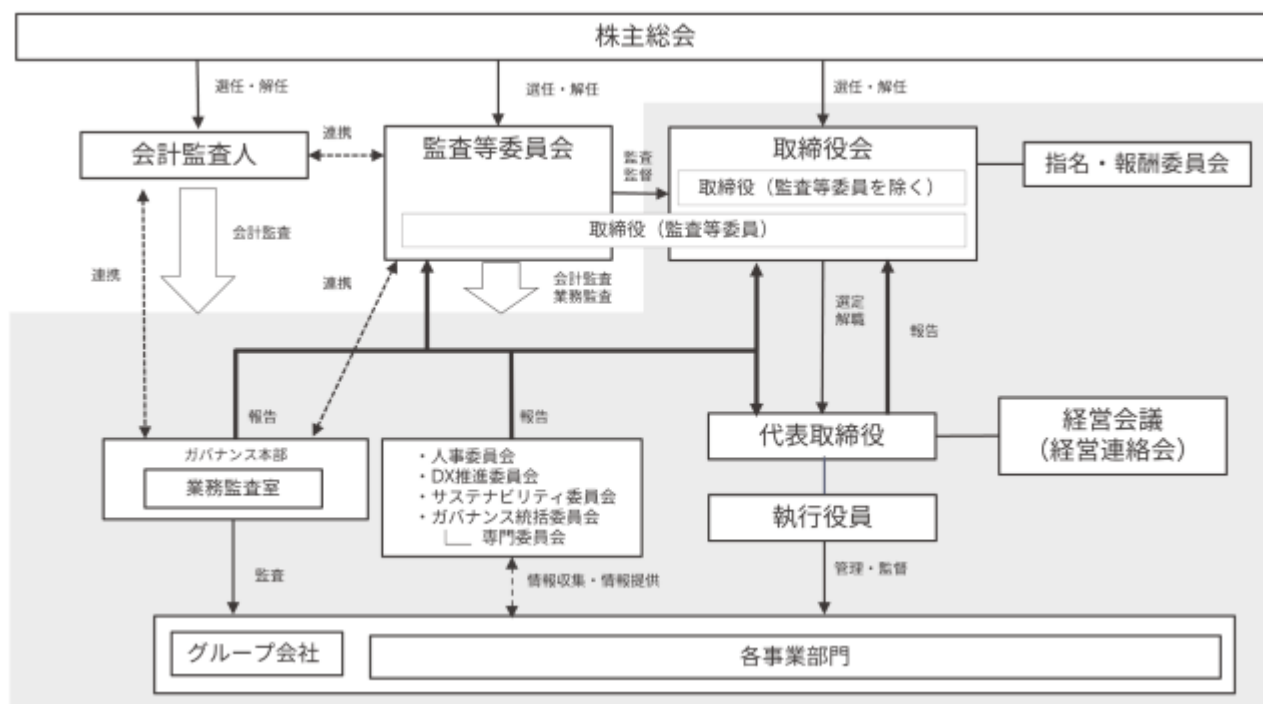 株主総会
選任・解任
選任・解任
選任・解任
会計監査人
連携
監査等委員会
監査
監督
取締役会
取締役（監査等委員を除く）
取締役（監査等委員）
指名・報酬委員会
会計監査
連携
連携
会計監査
業務監査
選定
解職
報告
報告
報告
ガバナンス本部
業務監査室
・人事委員会
・DX推進委員会
・サステナビリティ委員会
・ガバナンス統括委員会
専門委員会
代表取締役
経営会議
（経営連絡会）
執行役員
監査
情報収集・情報提供
管理・監督
グループ会社
各事業部門